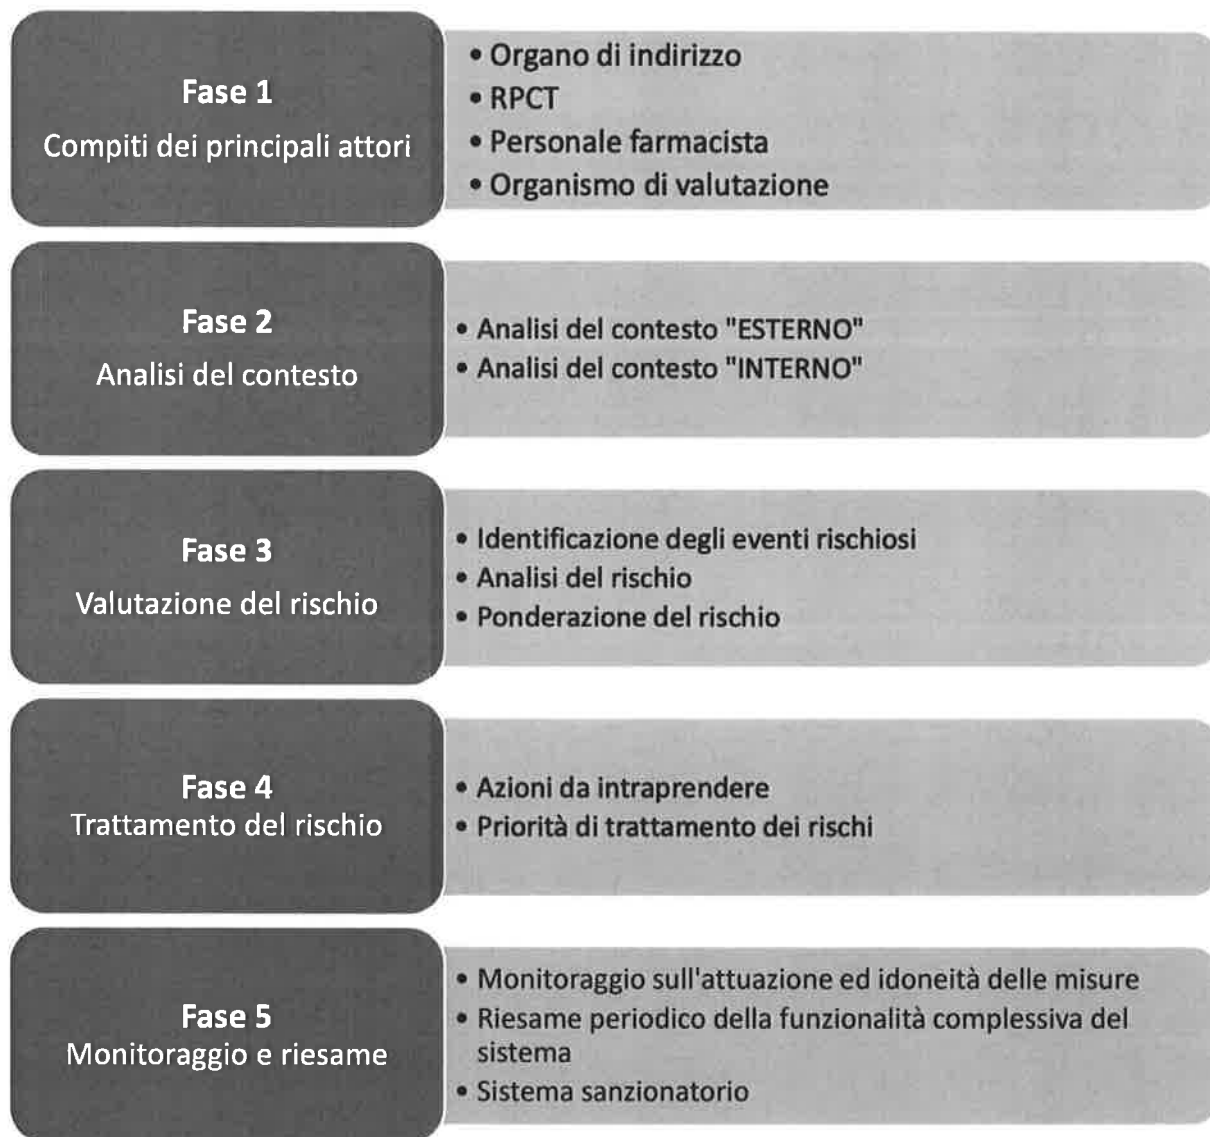 Fase 1
Compiti dei principali attori
• Organo di indirizzo
• RPCT
• Personale farmacista
• Organismo di valutazione
Fase 2
Analisi del contesto
• Analisi del contesto "ESTERNO"
• Analisi del contesto "INTERNO"
Fase 3
Valutazione del rischio
• Identificazione degli eventi rischiosi
• Analisi del rischio
• Ponderazione del rischio
Fase 4
Trattamento del rischio
• Azioni da intraprendere
• Priorità di trattamento dei rischi
Fase 5
Monitoraggio e riesame
• Monitoraggio sull'attuazione ed idoneità delle misure
• Riesame periodico della funzionalità complessiva del
sistema
• Sistema sanzionatorio